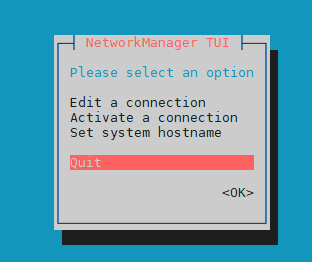 NetworkManager TUI
Please select an option
Edit a connection
Activate a connection
Set system hostname
Quit
<OK>